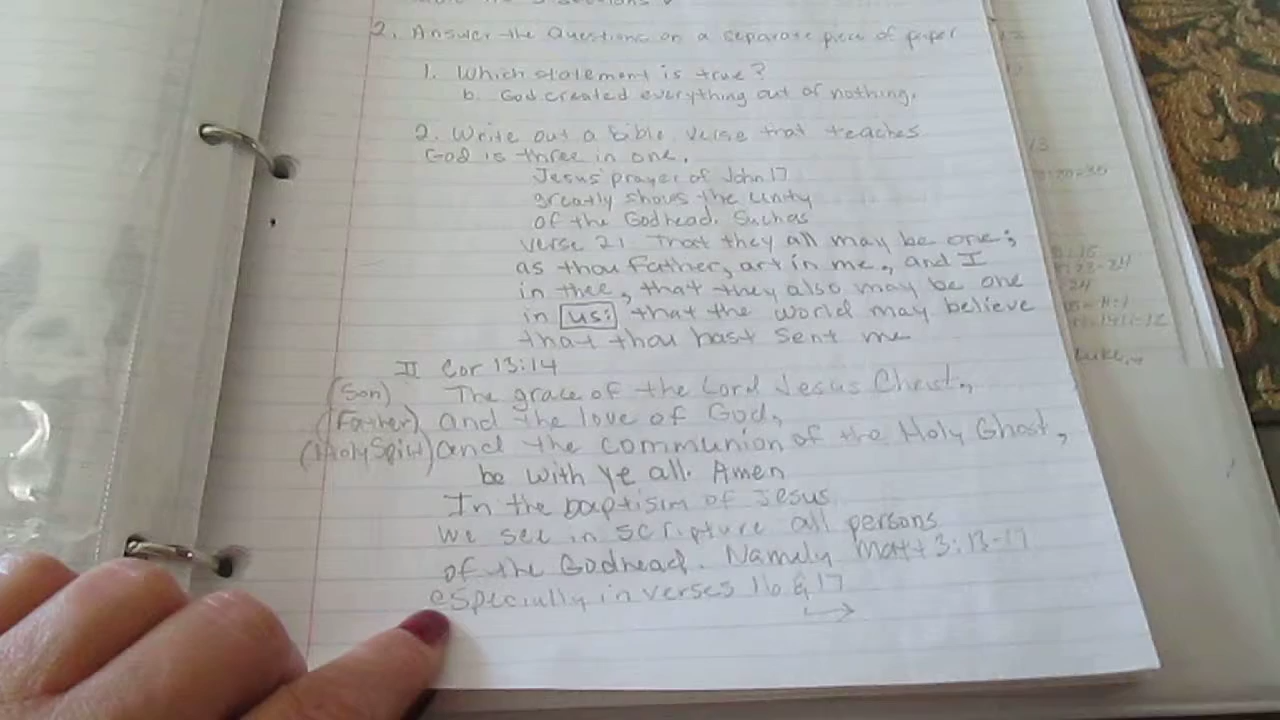 2. Answer the Questions on a separate piece of paper
1. Which statement is true?
b. God created everything out of nothing.
2. Write out a bible verse that teaches
God is three in one.
Jesus' prayer of John 17
greatly shows the unity
of the Godhead. Such as
verse 21 That they all may be one;
as thou Father, art in me, and I
in thee, that they also may be one
in us: that the world may believe
that thou hast sent me
II Cor 13:14
(Son) The grace of the Lord Jesus Christ,
(Father) and the love of God,
(Holy Spirit) and the communion of the Holy Ghost,
be with ye all. Amen
In the baptisim of Jesus
we see in scripture all persons
of the Godhead. Namely Matt 3:13-17
especially in verses 16 & 17